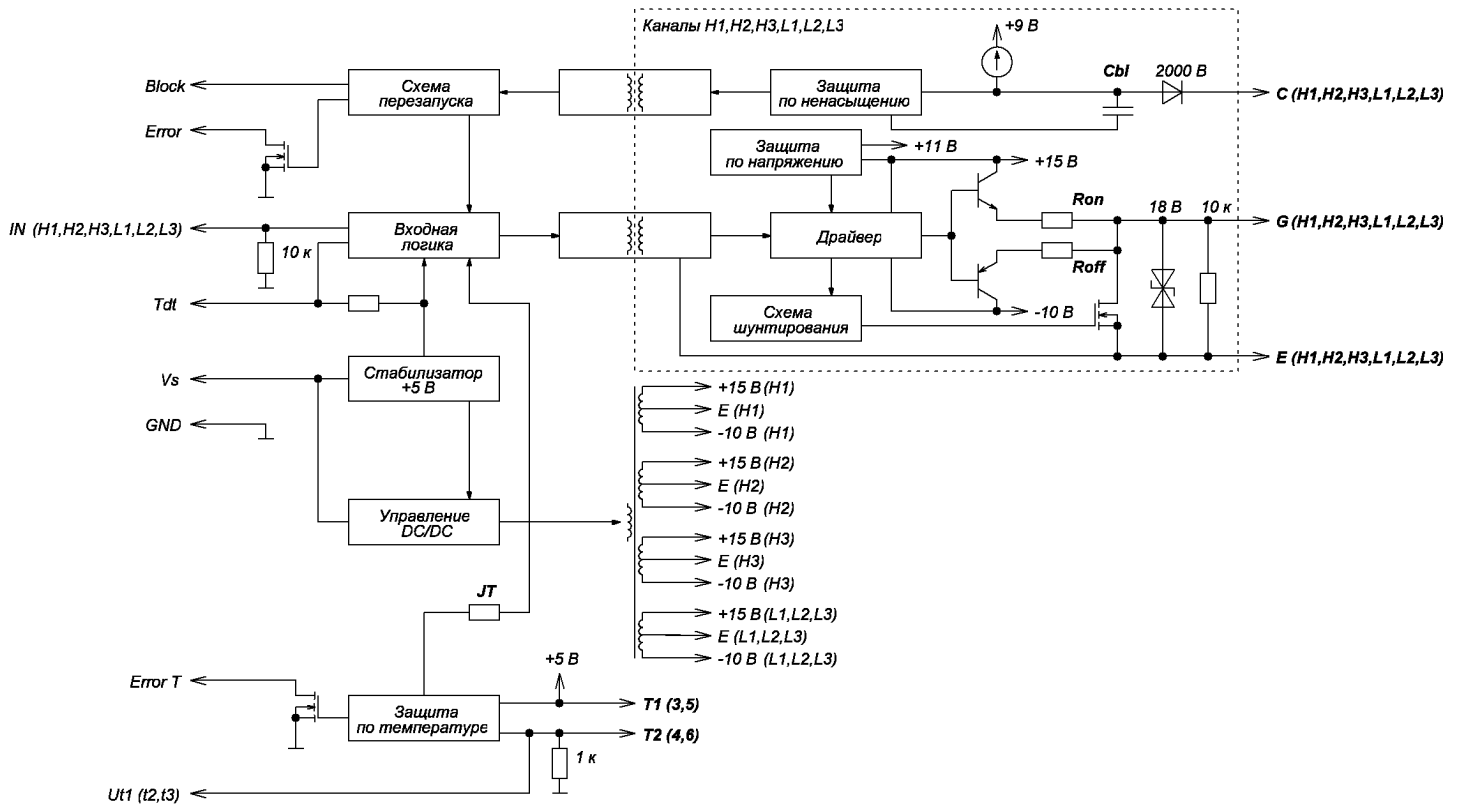 Каналы H1,H2,H3,L1,L2,L3
+9 В
Block
Схема
перезапуска
Защита
по ненасыщению
Cbl
2000 В
C (H1,H2,H3,L1,L2,L3)
Error
Защита
по напряжению
+11 В
+15 В
IN (H1,H2,H3,L1,L2,L3)
10 к
Входная
логика
Драйвер
Ron
Roff
18 В
10 к
G (H1,H2,H3,L1,L2,L3)
Tdt
Схема
шунтирования
-10 В
E (H1,H2,H3,L1,L2,L3)
Vs
Стабилизатор
+5 В
GND
+15 В (H1)
E (H1)
-10 В (H1)
+15 В (H2)
E (H2)
-10 В (H2)
Управление
DC/DC
+15 В (H3)
E (H3)
-10 В (H3)
JT
+15 В (L1,L2,L3)
E (L1,L2,L3)
-10 В (L1,L2,L3)
+5 В
Error T
Защита
по температуре
T1 (3,5)
T2 (4,6)
1 к
Ut1 (t2,t3)